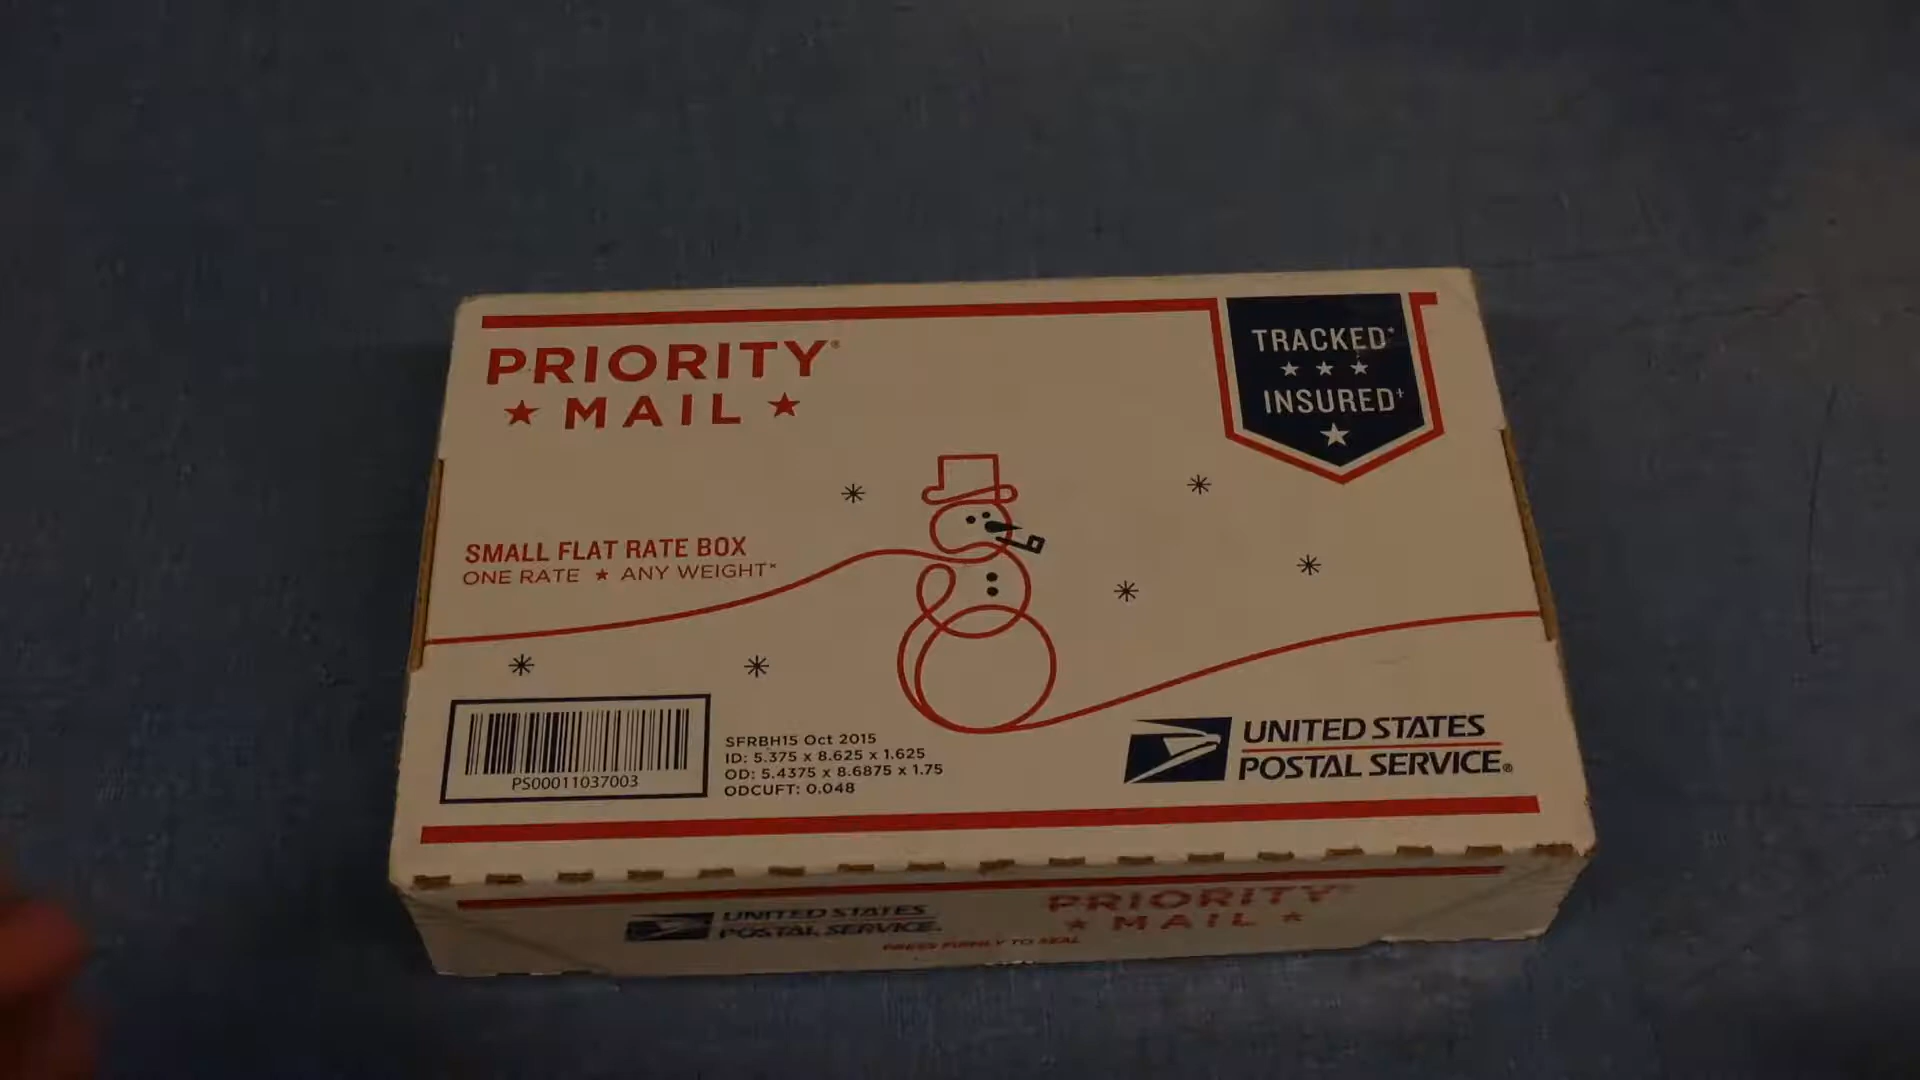 PRIORITY®
★ MAIL ★
TRACKED*
★ ★ ★
INSURED†
★
SMALL FLAT RATE BOX
ONE RATE ★ ANY WEIGHT*
PS00011037003
SFRBH15 Oct 2015
ID: 5.375 x 8.625 x 1.625
OD: 5.4375 x 8.6875 x 1.75
ODCUFT: 0.048
UNITED STATES
POSTAL SERVICE®
UNITED STATES
POSTAL SERVICE.
PRIORITY
★ MAIL ★
PRESS FIRMLY TO SEAL